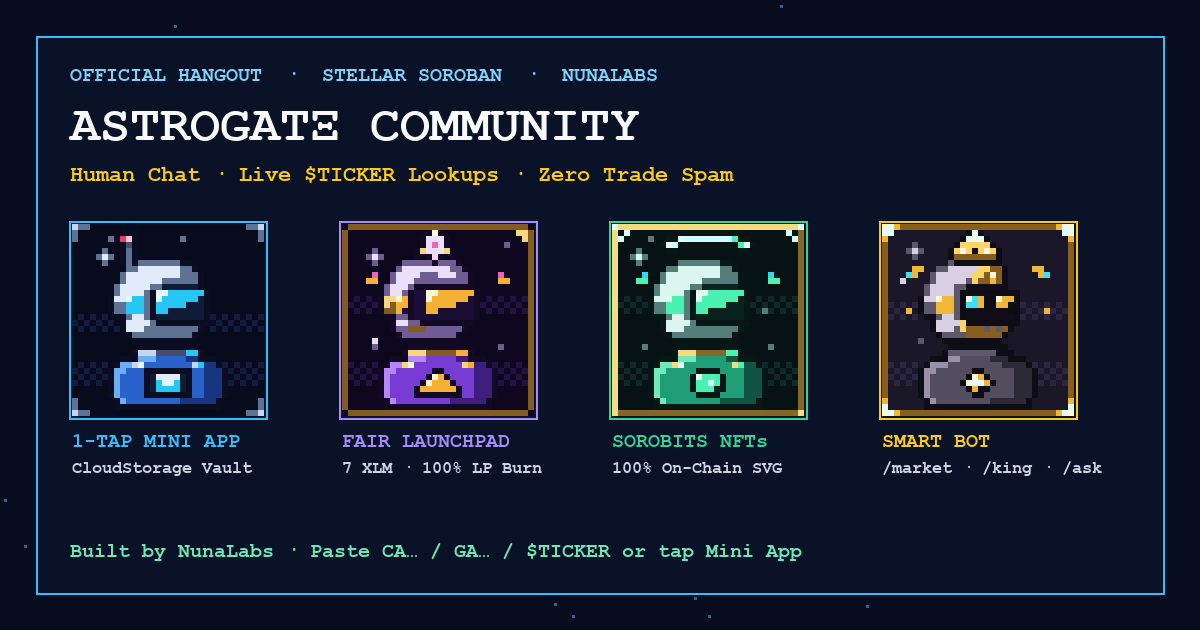 OFFICIAL HANGOUT · STELLAR SOROBAN · NUNALABS
ASTROGATE COMMUNITY
Human Chat · Live $TICKER Lookups · Zero Trade Spam
1-TAP MINI APP
CloudStorage Vault
FAIR LAUNCHPAD
7 XLM · 100% LP Burn
SOROBITS NFTs
100% On-Chain SVG
SMART BOT
/market · /king · /ask
Built by NunaLabs · Paste CA… / GA… / $TICKER or tap Mini App